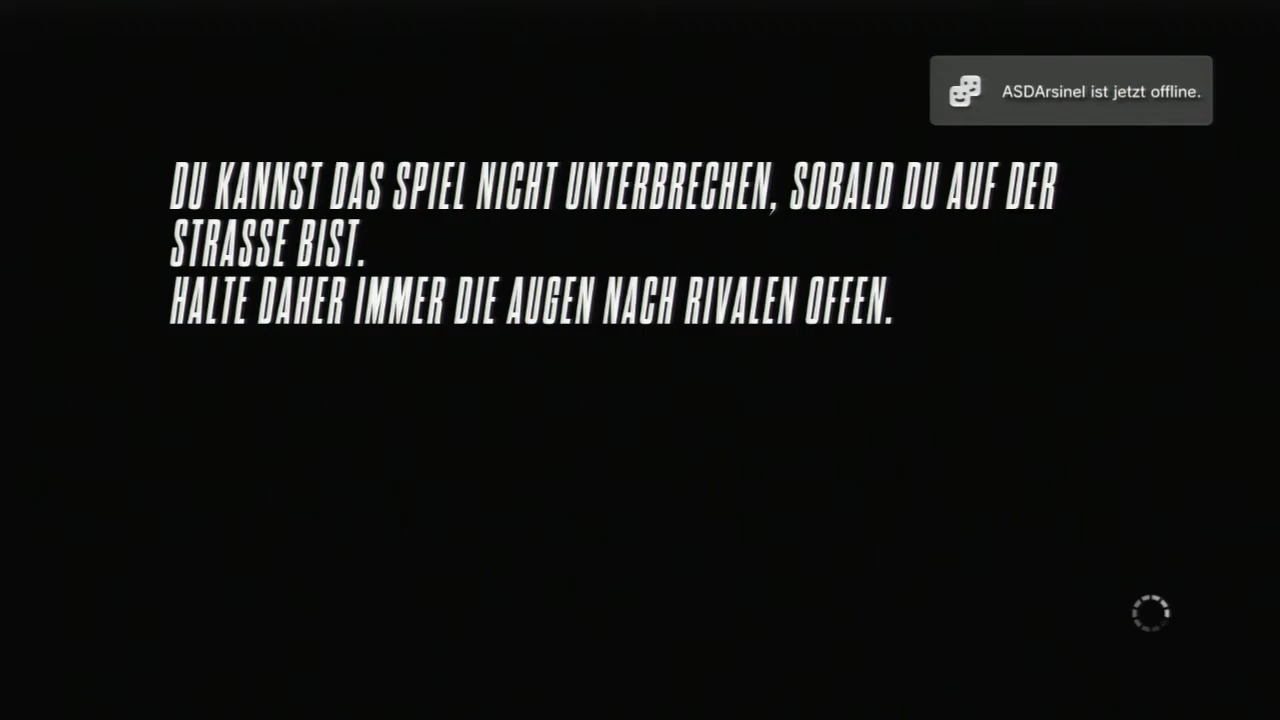 ASDArsinel ist jetzt offline.
DU KANNST DAS SPIEL NICHT UNTERBRECHEN, SOBALD DU AUF DER
STRASSE BIST.
HALTE DAHER IMMER DIE AUGEN NACH RIVALEN OFFEN.